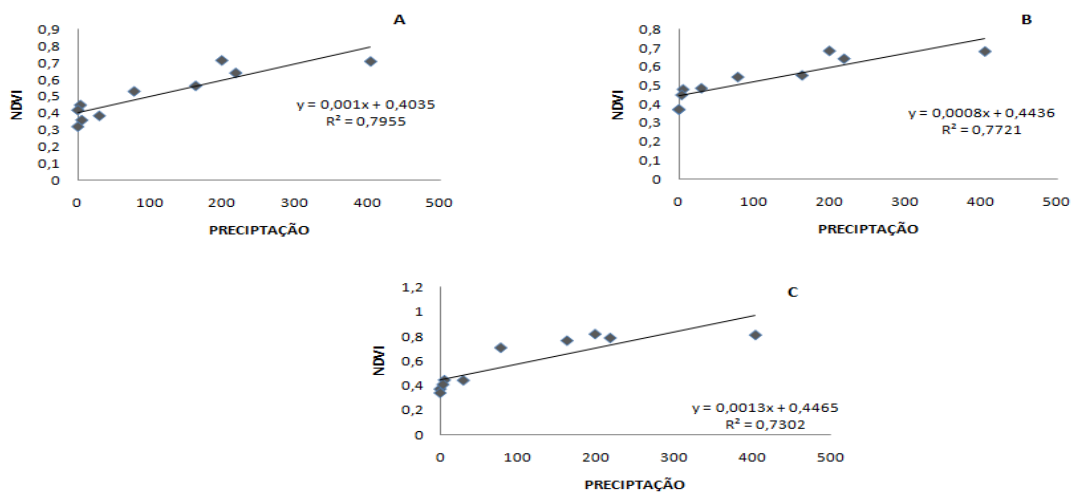 A
NDVI
0,9
0,8
0,7
0,6
0,5
0,4
0,3
0,2
0,1
0
y = 0,001x + 0,4035
R² = 0,7955
0 100 200 300 400 500
PRECIPTAÇÃO
B
NDVI
0,8
0,7
0,6
0,5
0,4
0,3
0,2
0,1
0
y = 0,0008x + 0,4436
R² = 0,7721
0 100 200 300 400 500
PRECIPTAÇÃO
C
NDVI
1,2
1
0,8
0,6
0,4
0,2
0
y = 0,0013x + 0,4465
R² = 0,7302
0 100 200 300 400 500
PRECIPTAÇÃO